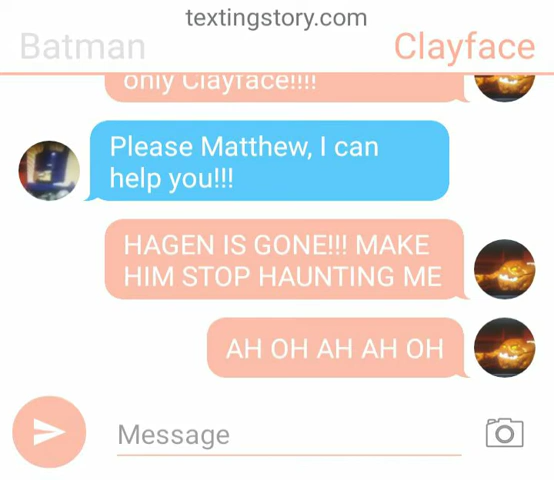 textingstory.com
Batman
Clayface
only Clayface!!!!
Please Matthew, I can
help you!!!
HAGEN IS GONE!!! MAKE
HIM STOP HAUNTING ME
AH OH AH AH OH
Message